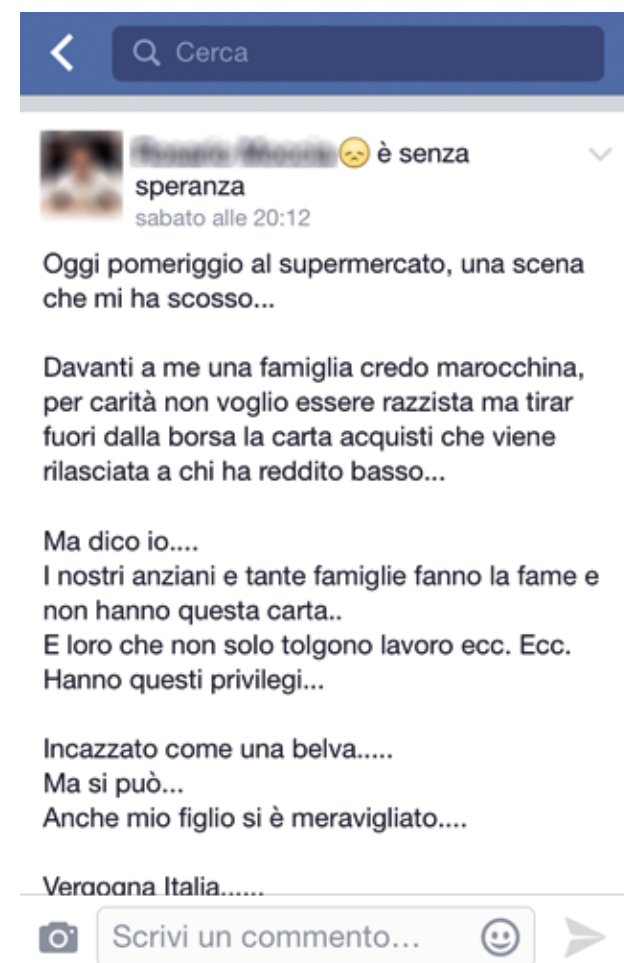 Cerca
è senza
speranza
sabato alle 20:12
Oggi pomeriggio al supermercato, una scena
che mi ha scosso...
Davanti a me una famiglia credo marocchina,
per carità non voglio essere razzista ma tirar
fuori dalla borsa la carta acquisti che viene
rilasciata a chi ha reddito basso...
Ma dico io....
I nostri anziani e tante famiglie fanno la fame e
non hanno questa carta..
E loro che non solo tolgono lavoro ecc. Ecc.
Hanno questi privilegi...
Incazzato come una belva.....
Ma si può...
Anche mio figlio si è meravigliato....
Vergogna Italia......
Scrivi un commento...